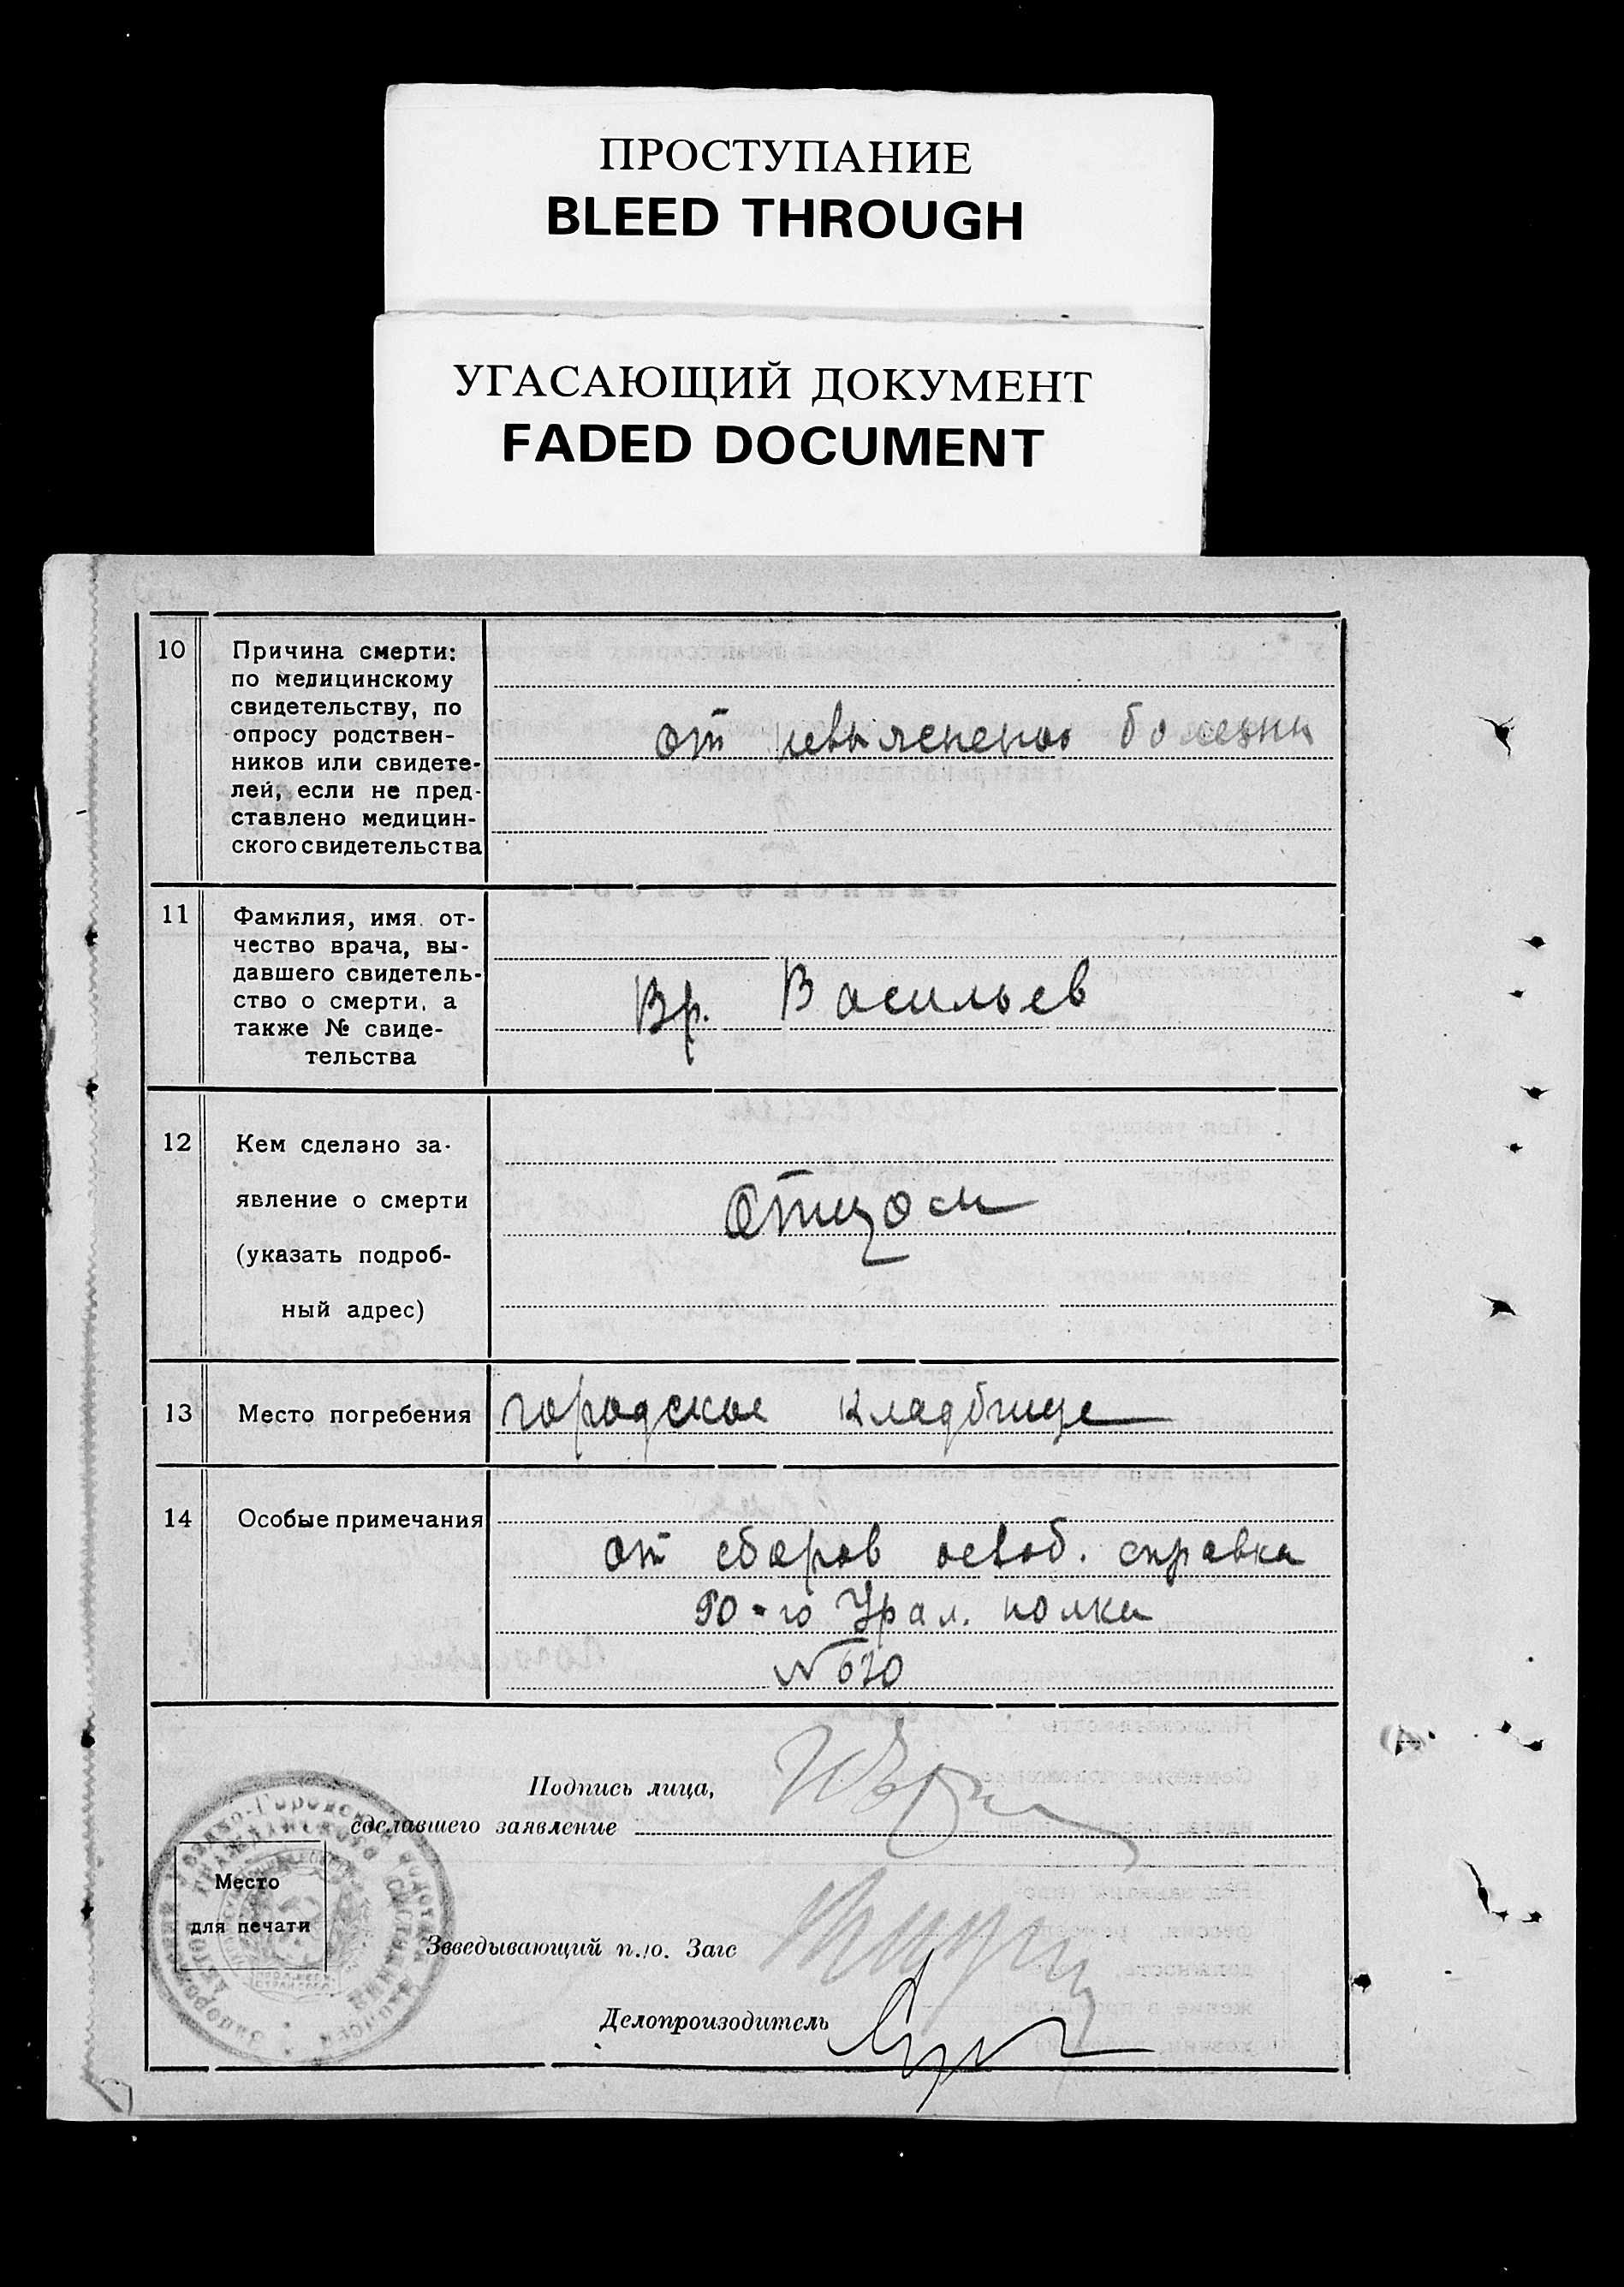 ПРОСТУПАНИЕ
BLEED THROUGH
УГАСАЮЩИЙ ДОКУМЕНТ
FADED DOCUMENT
10
Причина смерти:
по медицинскому
свидетельству, по
опросу родствен-
ников или свидете-
лей, если не пред-
ставлено медицин-
ского свидетельства
от болезни
11
Фамилия, имя. от-
чество врача, вы-
давшего свидетель-
ство о смерти, а
также № свиде-
тельства
Вр. Васильев
12
Кем сделано за-
явление о смерти
(указать подроб-
ный адрес)
Отцом
13
Место погребения
городское кладбище
14
Особые примечания
от сборов освоб. справка
90-го Урал. полка
№ 630
Подпись лица,
сделавшего заявление
Место
для печати
Зaведывающий п./о. Загс
Делопроизодитель